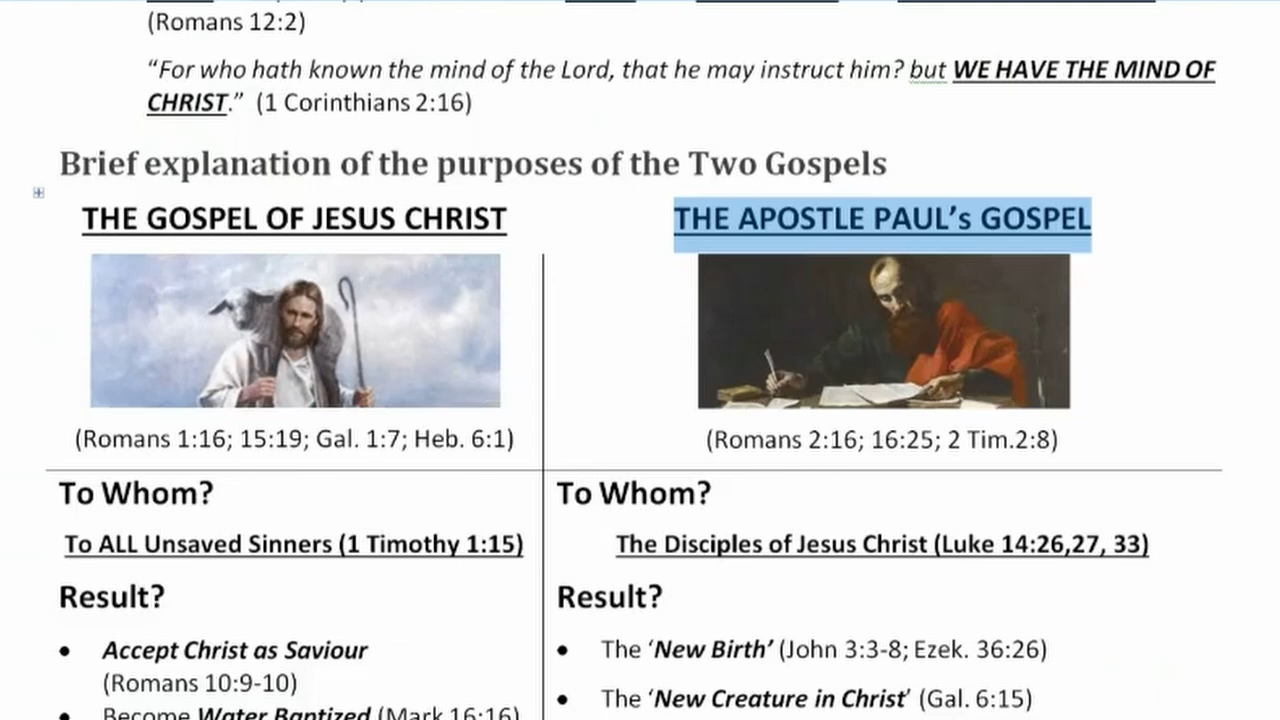 (Romans 12:2)
“For who hath known the mind of the Lord, that he may instruct him? but WE HAVE THE MIND OF
CHRIST.” (1 Corinthians 2:16)
Brief explanation of the purposes of the Two Gospels
THE GOSPEL OF JESUS CHRIST
(Romans 1:16; 15:19; Gal. 1:7; Heb. 6:1)
To Whom?
To ALL Unsaved Sinners (1 Timothy 1:15)
Result?
• Accept Christ as Saviour
(Romans 10:9-10)
• Become Water Baptized (Mark 16:16)
THE APOSTLE PAUL’s GOSPEL
(Romans 2:16; 16:25; 2 Tim.2:8)
To Whom?
The Disciples of Jesus Christ (Luke 14:26,27, 33)
Result?
• The ‘New Birth’ (John 3:3-8; Ezek. 36:26)
• The ‘New Creature in Christ’ (Gal. 6:15)